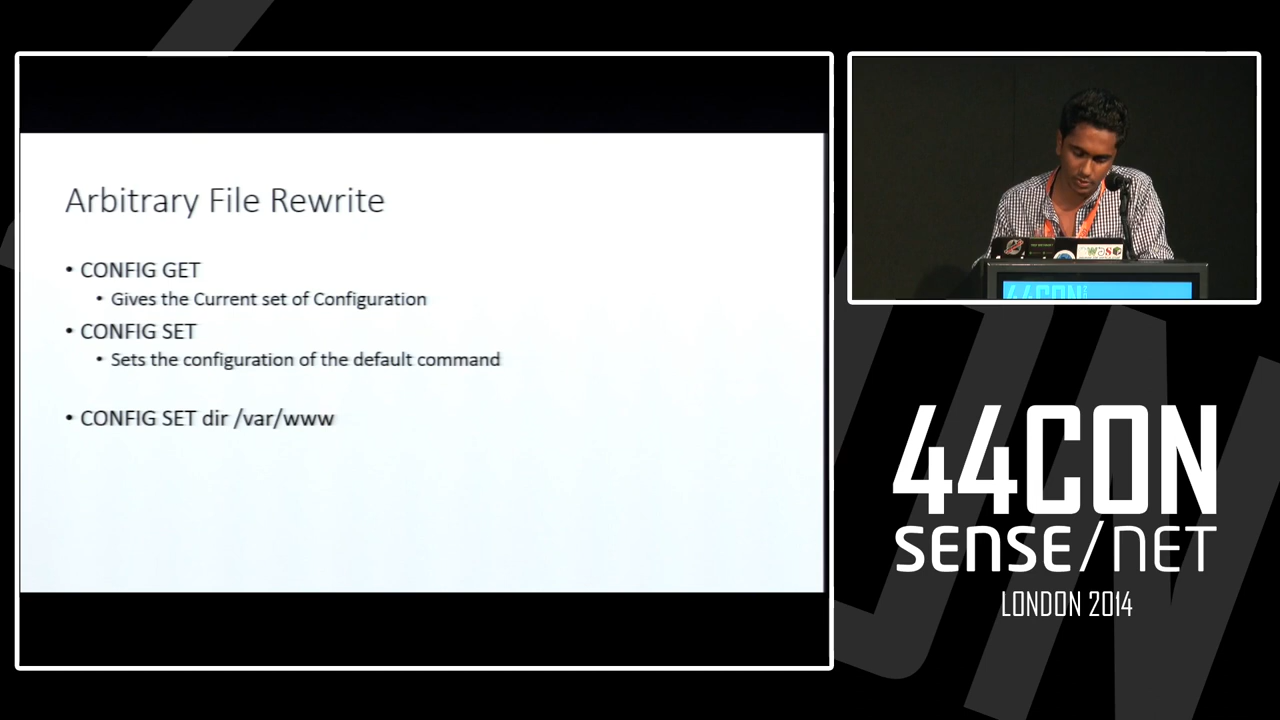 Arbitrary File Rewrite
• CONFIG GET
• Gives the Current set of Configuration
• CONFIG SET
• Sets the configuration of the default command
• CONFIG SET dir /var/www
44CON
44CON
SENSE/NET
LONDON 2014